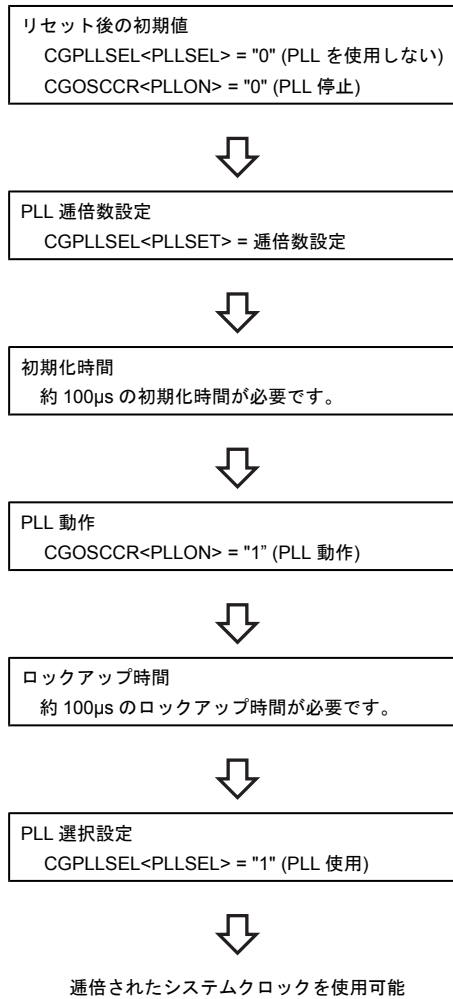 リセット後の初期値
CGPLLSEL<PLLSEL> = "0" (PLL を使用しない)
CGOSCCR<PLLON> = "0" (PLL 停止)
PLL 逓倍数設定
CGPLLSEL<PLLSET> = 逓倍数設定
初期化時間
約 100μs の初期化時間が必要です。
PLL 動作
CGOSCCR<PLLON> = "1” (PLL 動作)
ロックアップ時間
約 100μs のロックアップ時間が必要です。
PLL 選択設定
CGPLLSEL<PLLSEL> = "1" (PLL 使用)
逓倍されたシステムクロックを使用可能